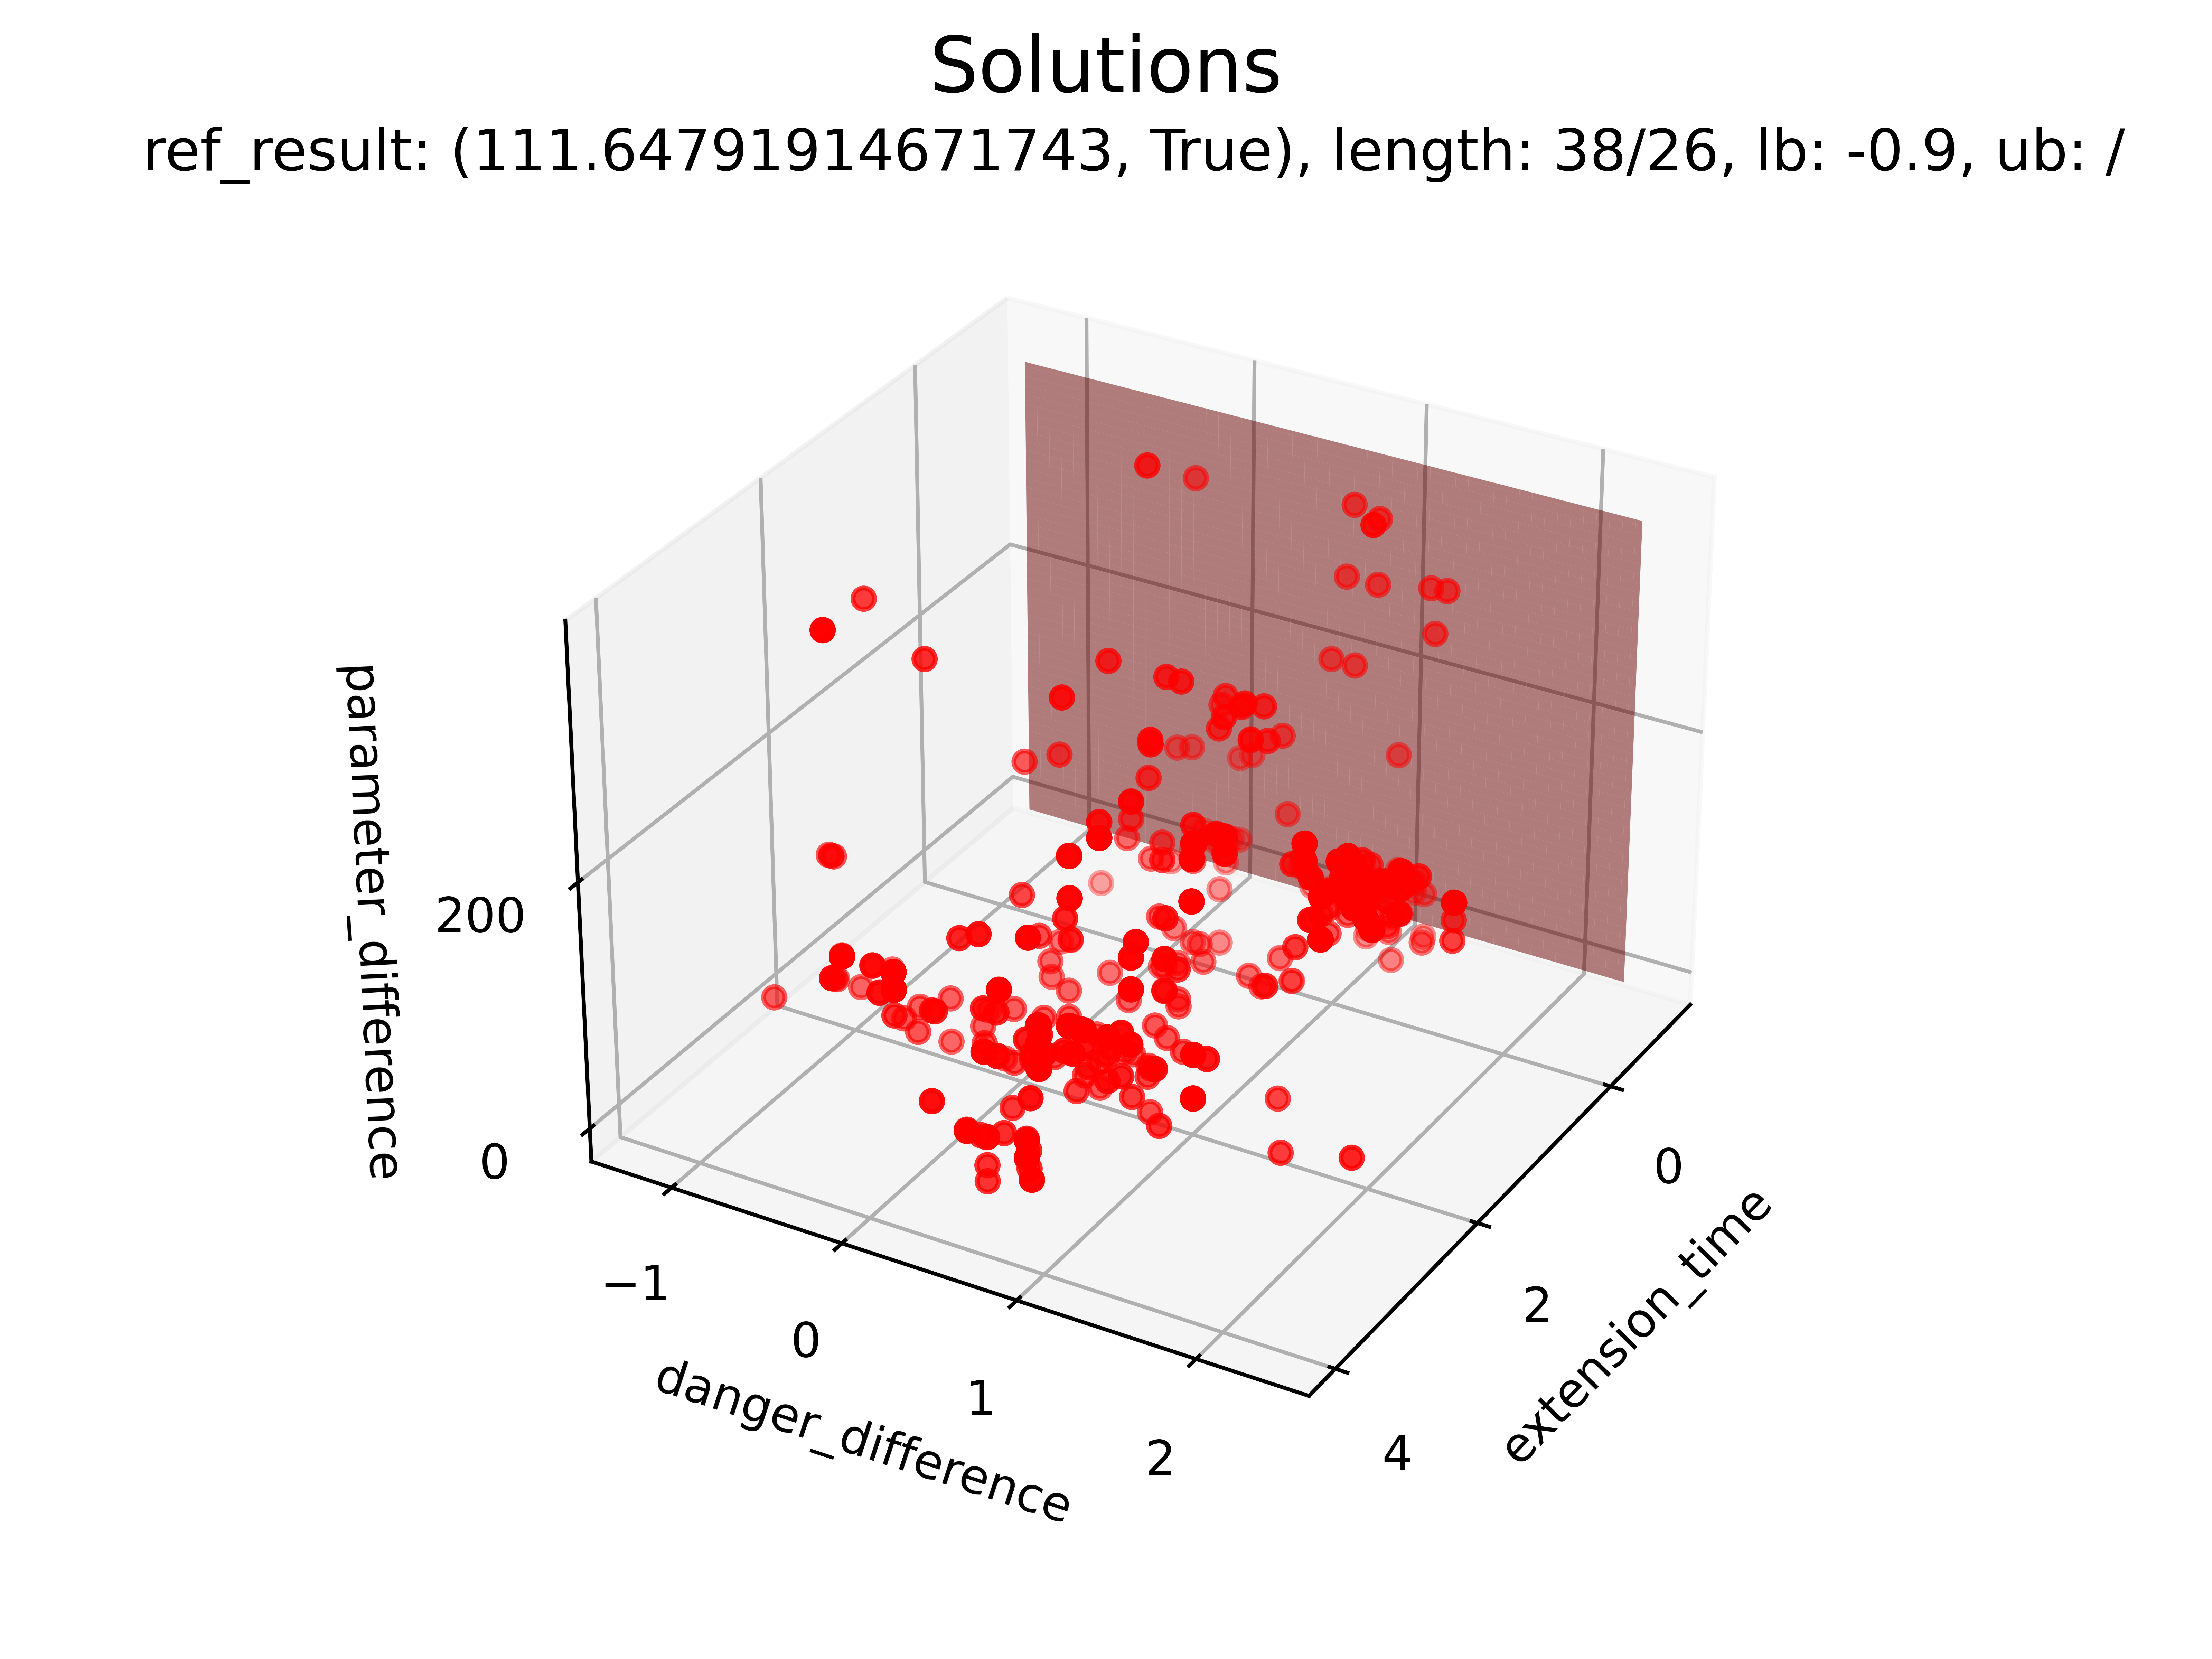 Solutions
ref_result: (111.64791914671743, True), length: 38/26, lb: -0.9, ub: /
parameter_difference
200
0
−1
0
1
2
danger_difference
0
2
4
extension_time